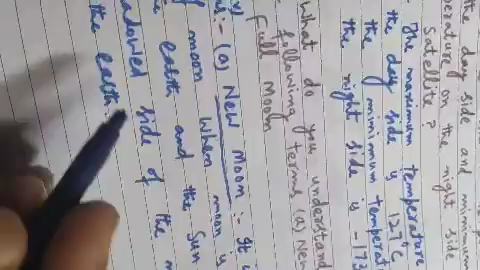 the day side and minimum
perature on the night side
Satellite ?
- The maximum temperature
the day side is 127°C
the minimum temperat
the night side is -173
What do you understand
following terms (a) New
Full Moon
:- (a) New Moon :- It
moon when moon is
earth and the sun
adowed side of the m
the earth.